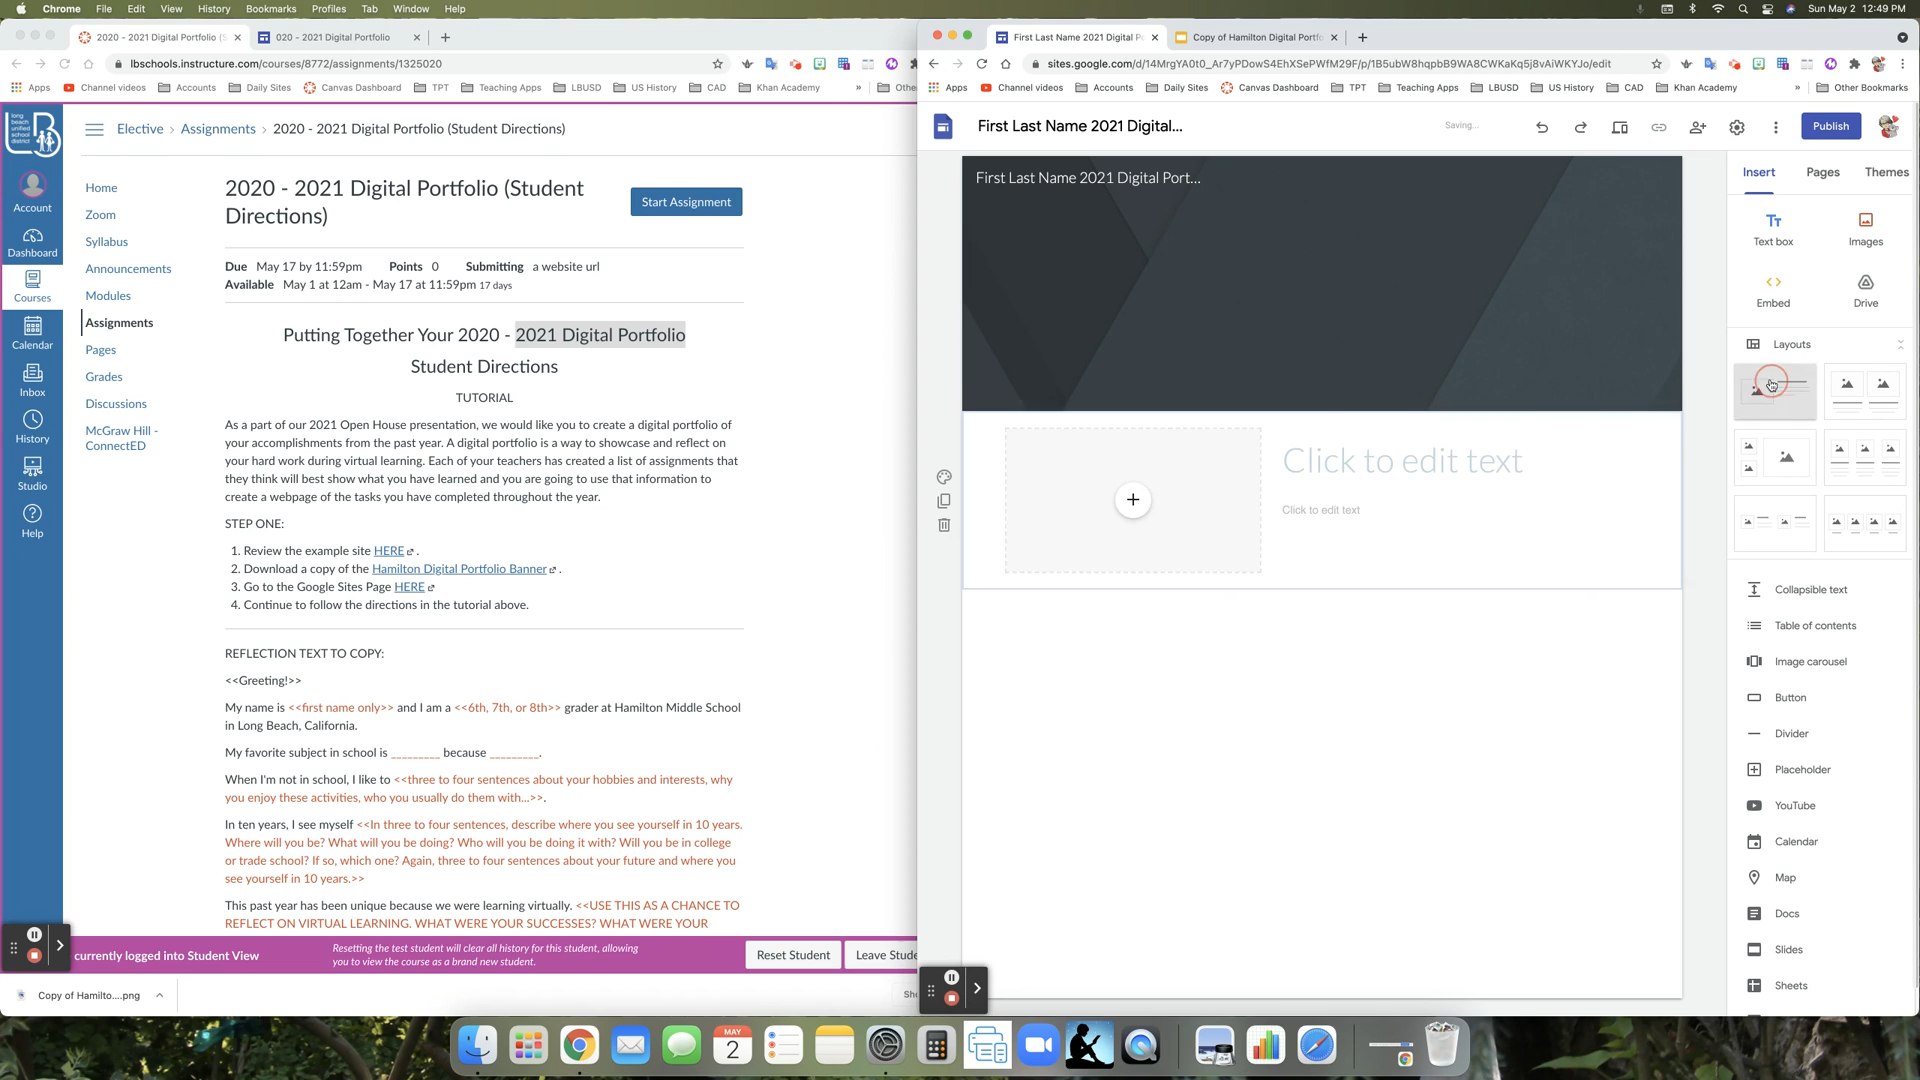 Chrome File Edit View History Bookmarks Profiles Tab Window Help
Sun May 2 12:49 PM
2020 - 2021 Digital Portfolio (S
020 - 2021 Digital Portfolio
lbschools.instructure.com/courses/8772/assignments/1325020
Apps Channel videos Accounts Daily Sites Canvas Dashboard TPT Teaching Apps LBUSD US History CAD Khan Academy » Othe
long beach unified school district
Account
Dashboard
Courses
Calendar
Inbox
History
Studio
Help
Elective › Assignments › 2020 - 2021 Digital Portfolio (Student Directions)
Home
Zoom
Syllabus
Announcements
Modules
Assignments
Pages
Grades
Discussions
McGraw Hill -
ConnectED
2020 - 2021 Digital Portfolio (Student
Directions)
Start Assignment
Due May 17 by 11:59pm Points 0 Submitting a website url
Available May 1 at 12am - May 17 at 11:59pm 17 days
Putting Together Your 2020 - 2021 Digital Portfolio
Student Directions
TUTORIAL
As a part of our 2021 Open House presentation, we would like you to create a digital portfolio of
your accomplishments from the past year. A digital portfolio is a way to showcase and reflect on
your hard work during virtual learning. Each of your teachers has created a list of assignments that
they think will best show what you have learned and you are going to use that information to
create a webpage of the tasks you have completed throughout the year.
STEP ONE:
1. Review the example site HERE .
2. Download a copy of the Hamilton Digital Portfolio Banner .
3. Go to the Google Sites Page HERE
4. Continue to follow the directions in the tutorial above.
REFLECTION TEXT TO COPY:
<<Greeting!>>
My name is <<first name only>> and I am a <<6th, 7th, or 8th>> grader at Hamilton Middle School
in Long Beach, California.
My favorite subject in school is _________ because _________.
When I'm not in school, I like to <<three to four sentences about your hobbies and interests, why
you enjoy these activities, who you usually do them with...>>.
In ten years, I see myself <<In three to four sentences, describe where you see yourself in 10 years.
Where will you be? What will you be doing? Who will you be doing it with? Will you be in college
or trade school? If so, which one? Again, three to four sentences about your future and where you
see yourself in 10 years.>>
This past year has been unique because we were learning virtually. <<USE THIS AS A CHANCE TO
REFLECT ON VIRTUAL LEARNING. WHAT WERE YOUR SUCCESSES? WHAT WERE YOUR
currently logged into Student View
Resetting the test student will clear all history for this student, allowing
you to view the course as a brand new student.
Reset Student
Leave Stude
Copy of Hamilto....png
Sho
First Last Name 2021 Digital Po
Copy of Hamilton Digital Portfo
sites.google.com/d/14MrgYA0t0_Ar7yPDowS4EhXSePWfM29F/p/1B5ubW8hqpbB9WA8CWKaKq5j8vAiWKYJo/edit
Apps Channel videos Accounts Daily Sites Canvas Dashboard TPT Teaching Apps LBUSD US History CAD Khan Academy » Other Bookmarks
First Last Name 2021 Digital...
Saving...
Publish
First Last Name 2021 Digital Port...
Click to edit text
Click to edit text
Insert Pages Themes
Text box
Images
Embed
Drive
Layouts
Collapsible text
Table of contents
Image carousel
Button
Divider
Placeholder
YouTube
Calendar
Map
Docs
Slides
Sheets
MAY
2